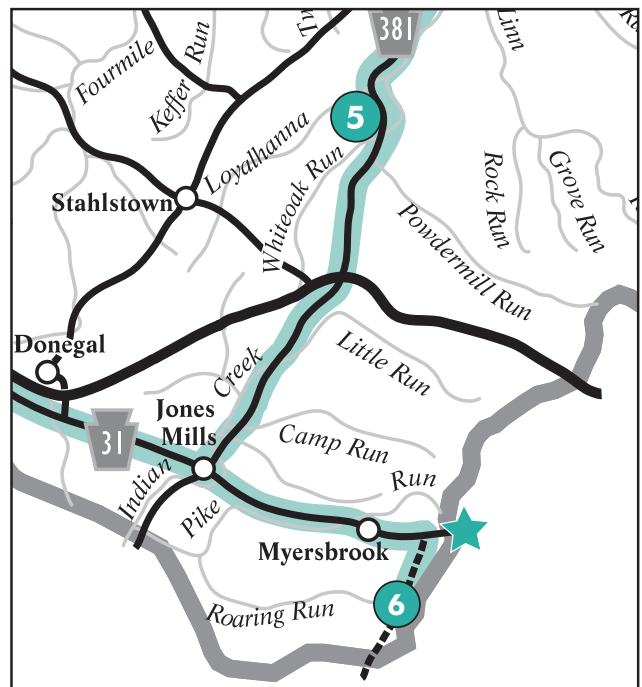 381
Linn
Fourmile
Keffer Run
5
Loyalhanna
Rock Run
Grove Run
Stahlstown
Whiteoak Run
Powdermill Run
Donegal
Little Run
Creek
Jones
Mills
31
Camp Run
Indian
Pike
Run
Myersbrook
6
Roaring Run